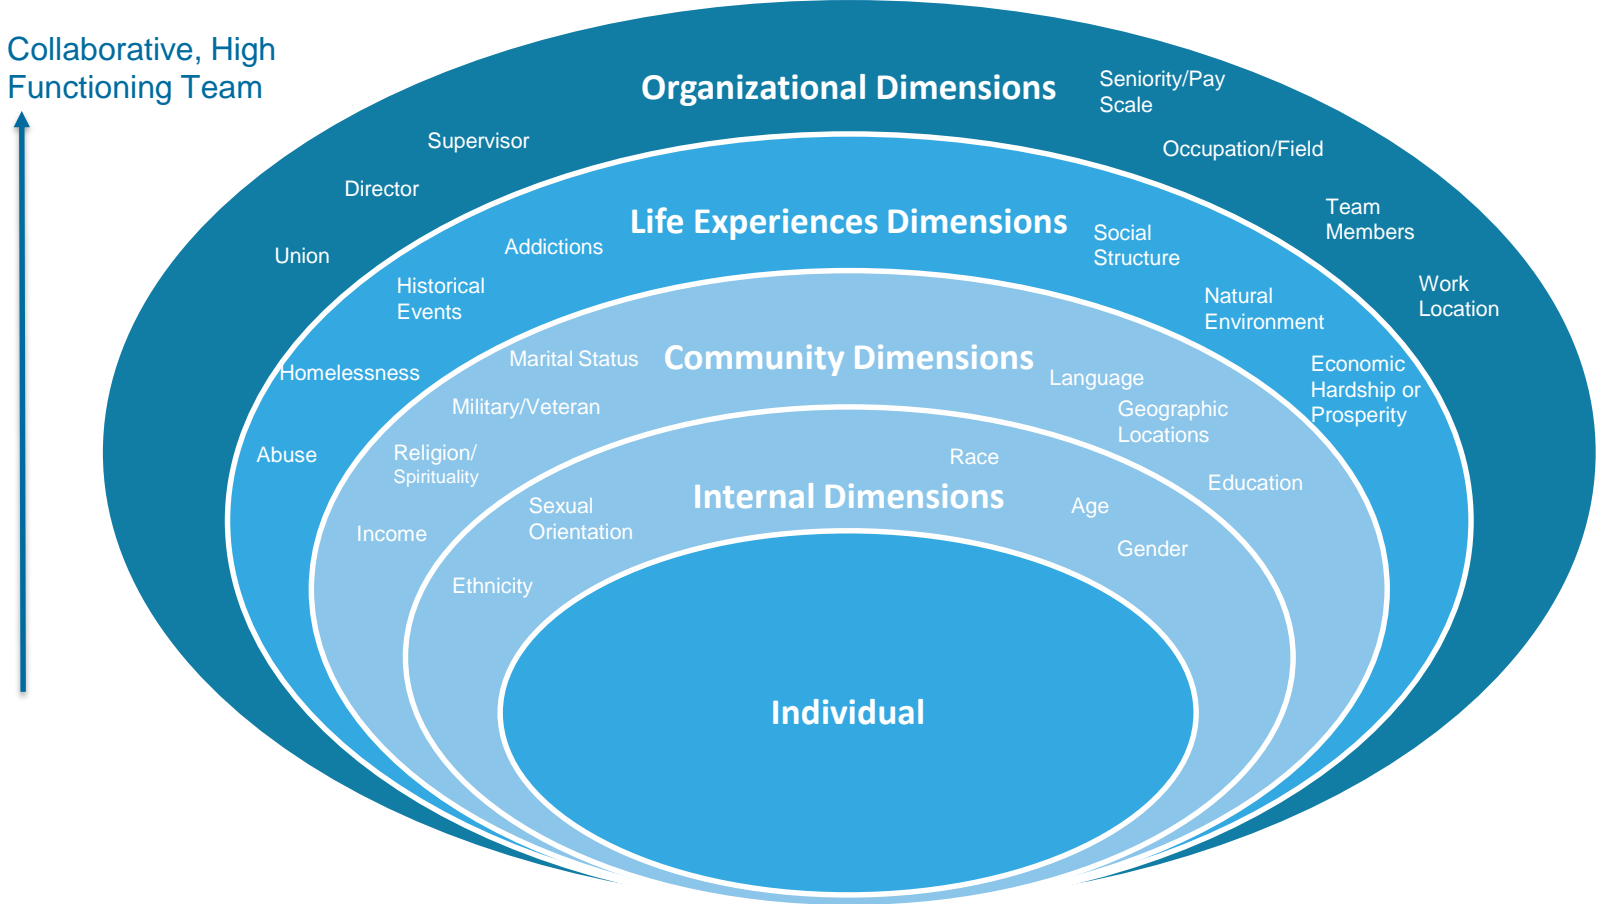 Collaborative, High
Functioning Team
Organizational Dimensions
Seniority/Pay
Scale
Supervisor
Occupation/Field
Director
Team
Members
Union
Work
Location
Life Experiences Dimensions
Addictions
Social
Structure
Historical
Events
Natural
Environment
Homelessness
Economic
Hardship or
Prosperity
Abuse
Community Dimensions
Marital Status
Language
Military/Veteran
Geographic
Locations
Religion/
Spirituality
Education
Income
Internal Dimensions
Race
Sexual
Orientation
Age
Gender
Ethnicity
Individual